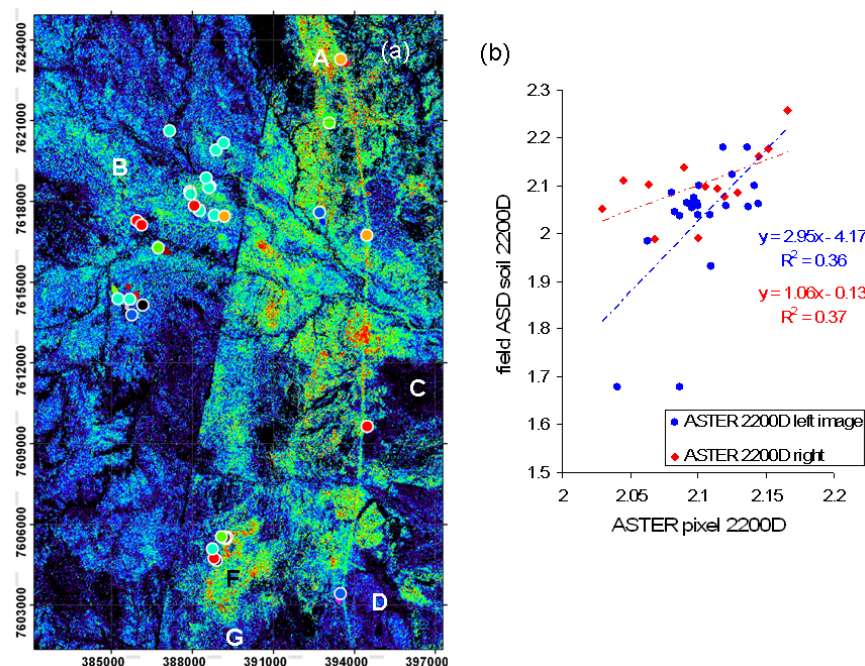 (a)
A
B
C
F
D
G
7624000
7621000
7618000
7615000
7612000
7609000
7606000
7603000
385000 388000 391000 394000 397000
(b)
field ASD soil 2200D
2.3
2.2
2.1
2
1.9
1.8
1.7
1.6
1.5
y = 2.95x - 4.17
R² = 0.36
y = 1.06x - 0.13
R² = 0.37
ASTER 2200D left image
ASTER 2200D right
2 2.05 2.1 2.15 2.2
ASTER pixel 2200D